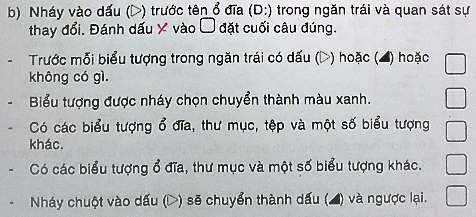 b) Nháy vào dấu (▷) trước tên ổ đĩa (D:) trong ngăn trái và quan sát sự
thay đổi. Đánh dấu ✗ vào ☐ đặt cuối câu đúng.
- Trước mỗi biểu tượng trong ngăn trái có dấu (▷) hoặc (◢) hoặc ☐
không có gì.
- Biểu tượng được nháy chọn chuyển thành màu xanh. ☐
- Có các biểu tượng ổ đĩa, thư mục, tệp và một số biểu tượng ☐
khác.
- Có các biểu tượng ổ đĩa, thư mục và một số biểu tượng khác. ☐
- Nháy chuột vào dấu (▷) sẽ chuyển thành dấu (◢) và ngược lại. ☐